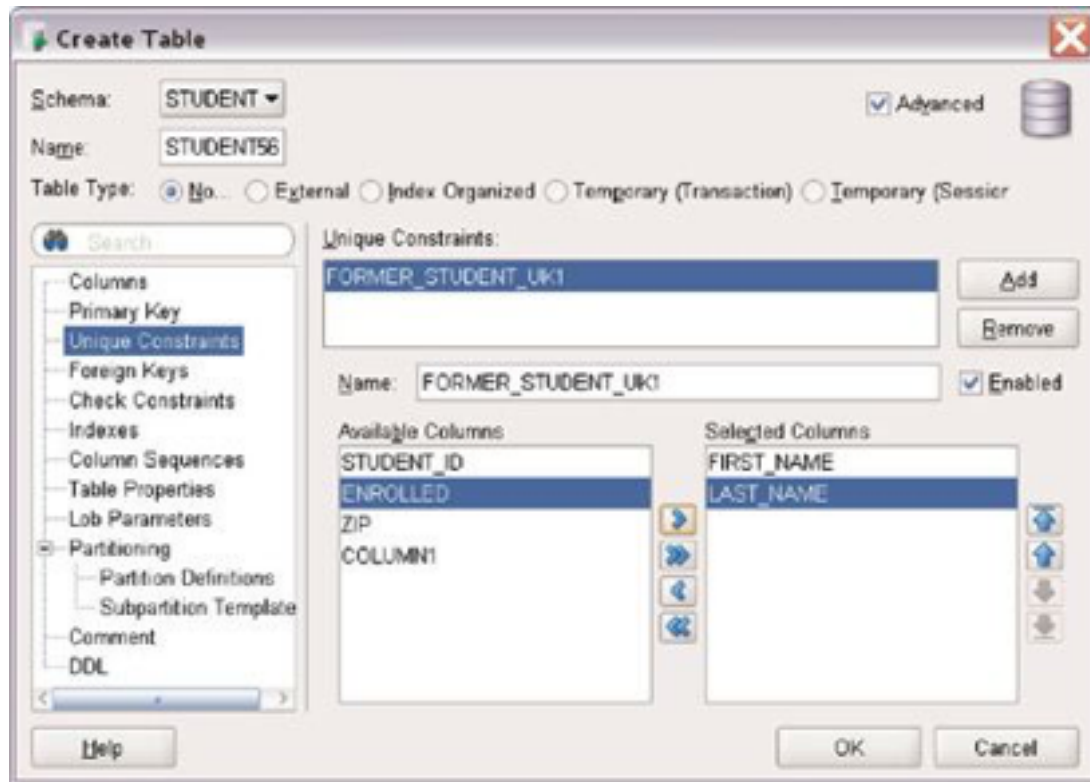 Create Table
Schema: STUDENT
Advanced
Name: STUDENT56
Table Type: No... External Index Organized Temporary (Transaction) Temporary (Session
Search
Columns
Primary Key
Unique Constraints
Foreign Keys
Check Constraints
Indexes
Column Sequences
Table Properties
Lob Parameters
Partitioning
Partition Definitions
Subpartition Template
Comment
DDL
Unique Constraints:
FORMER_STUDENT_UK1
Add
Remove
Name: FORMER_STUDENT_UK1
Enabled
Available Columns
STUDENT_ID
ENROLLED
ZIP
COLUMN1
Selected Columns
FIRST_NAME
LAST_NAME
Help
OK
Cancel